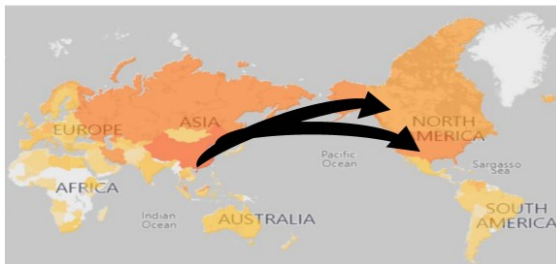 EUROPE
ASIA
NORTH
AMERICA
Pacific
Ocean
Sargasso
Sea
AFRICA
Indian
Ocean
AUSTRALIA
SOUTH
AMERICA